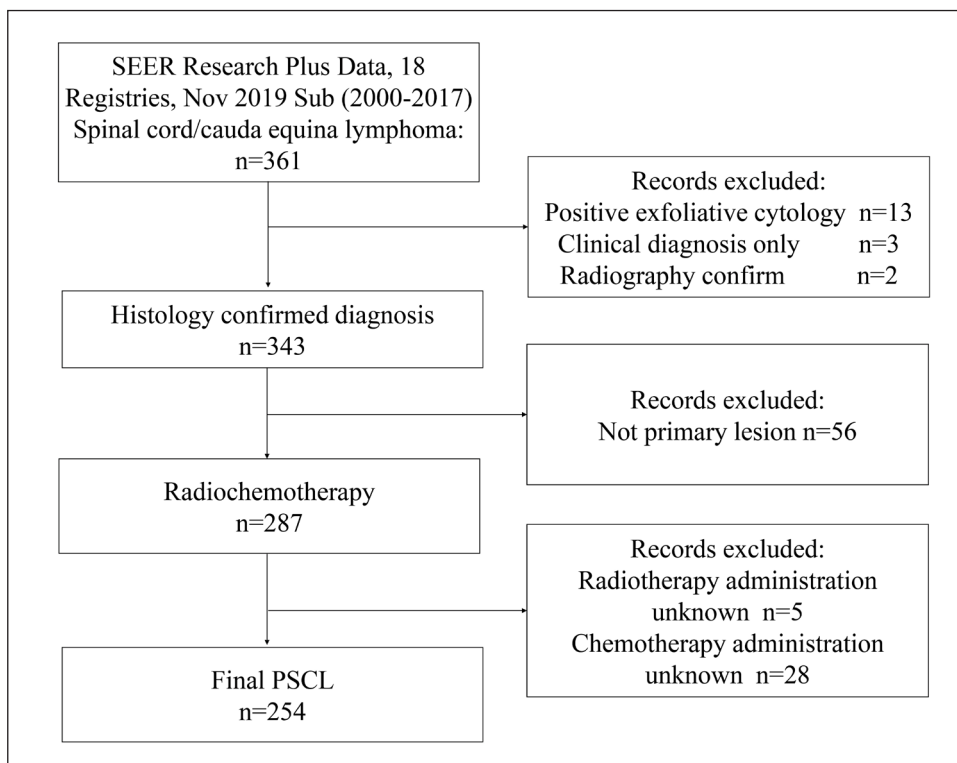 SEER Research Plus Data, 18
Registries, Nov 2019 Sub (2000-2017)
Spinal cord/cauda equina lymphoma:
n=361
Records excluded:
Positive exfoliative cytology n=13
Clinical diagnosis only n=3
Radiography confirm n=2
Histology confirmed diagnosis
n=343
Records excluded:
Not primary lesion n=56
Radiochemotherapy
n=287
Records excluded:
Radiotherapy administration
unknown n=5
Chemotherapy administration
unknown n=28
Final PSCL
n=254